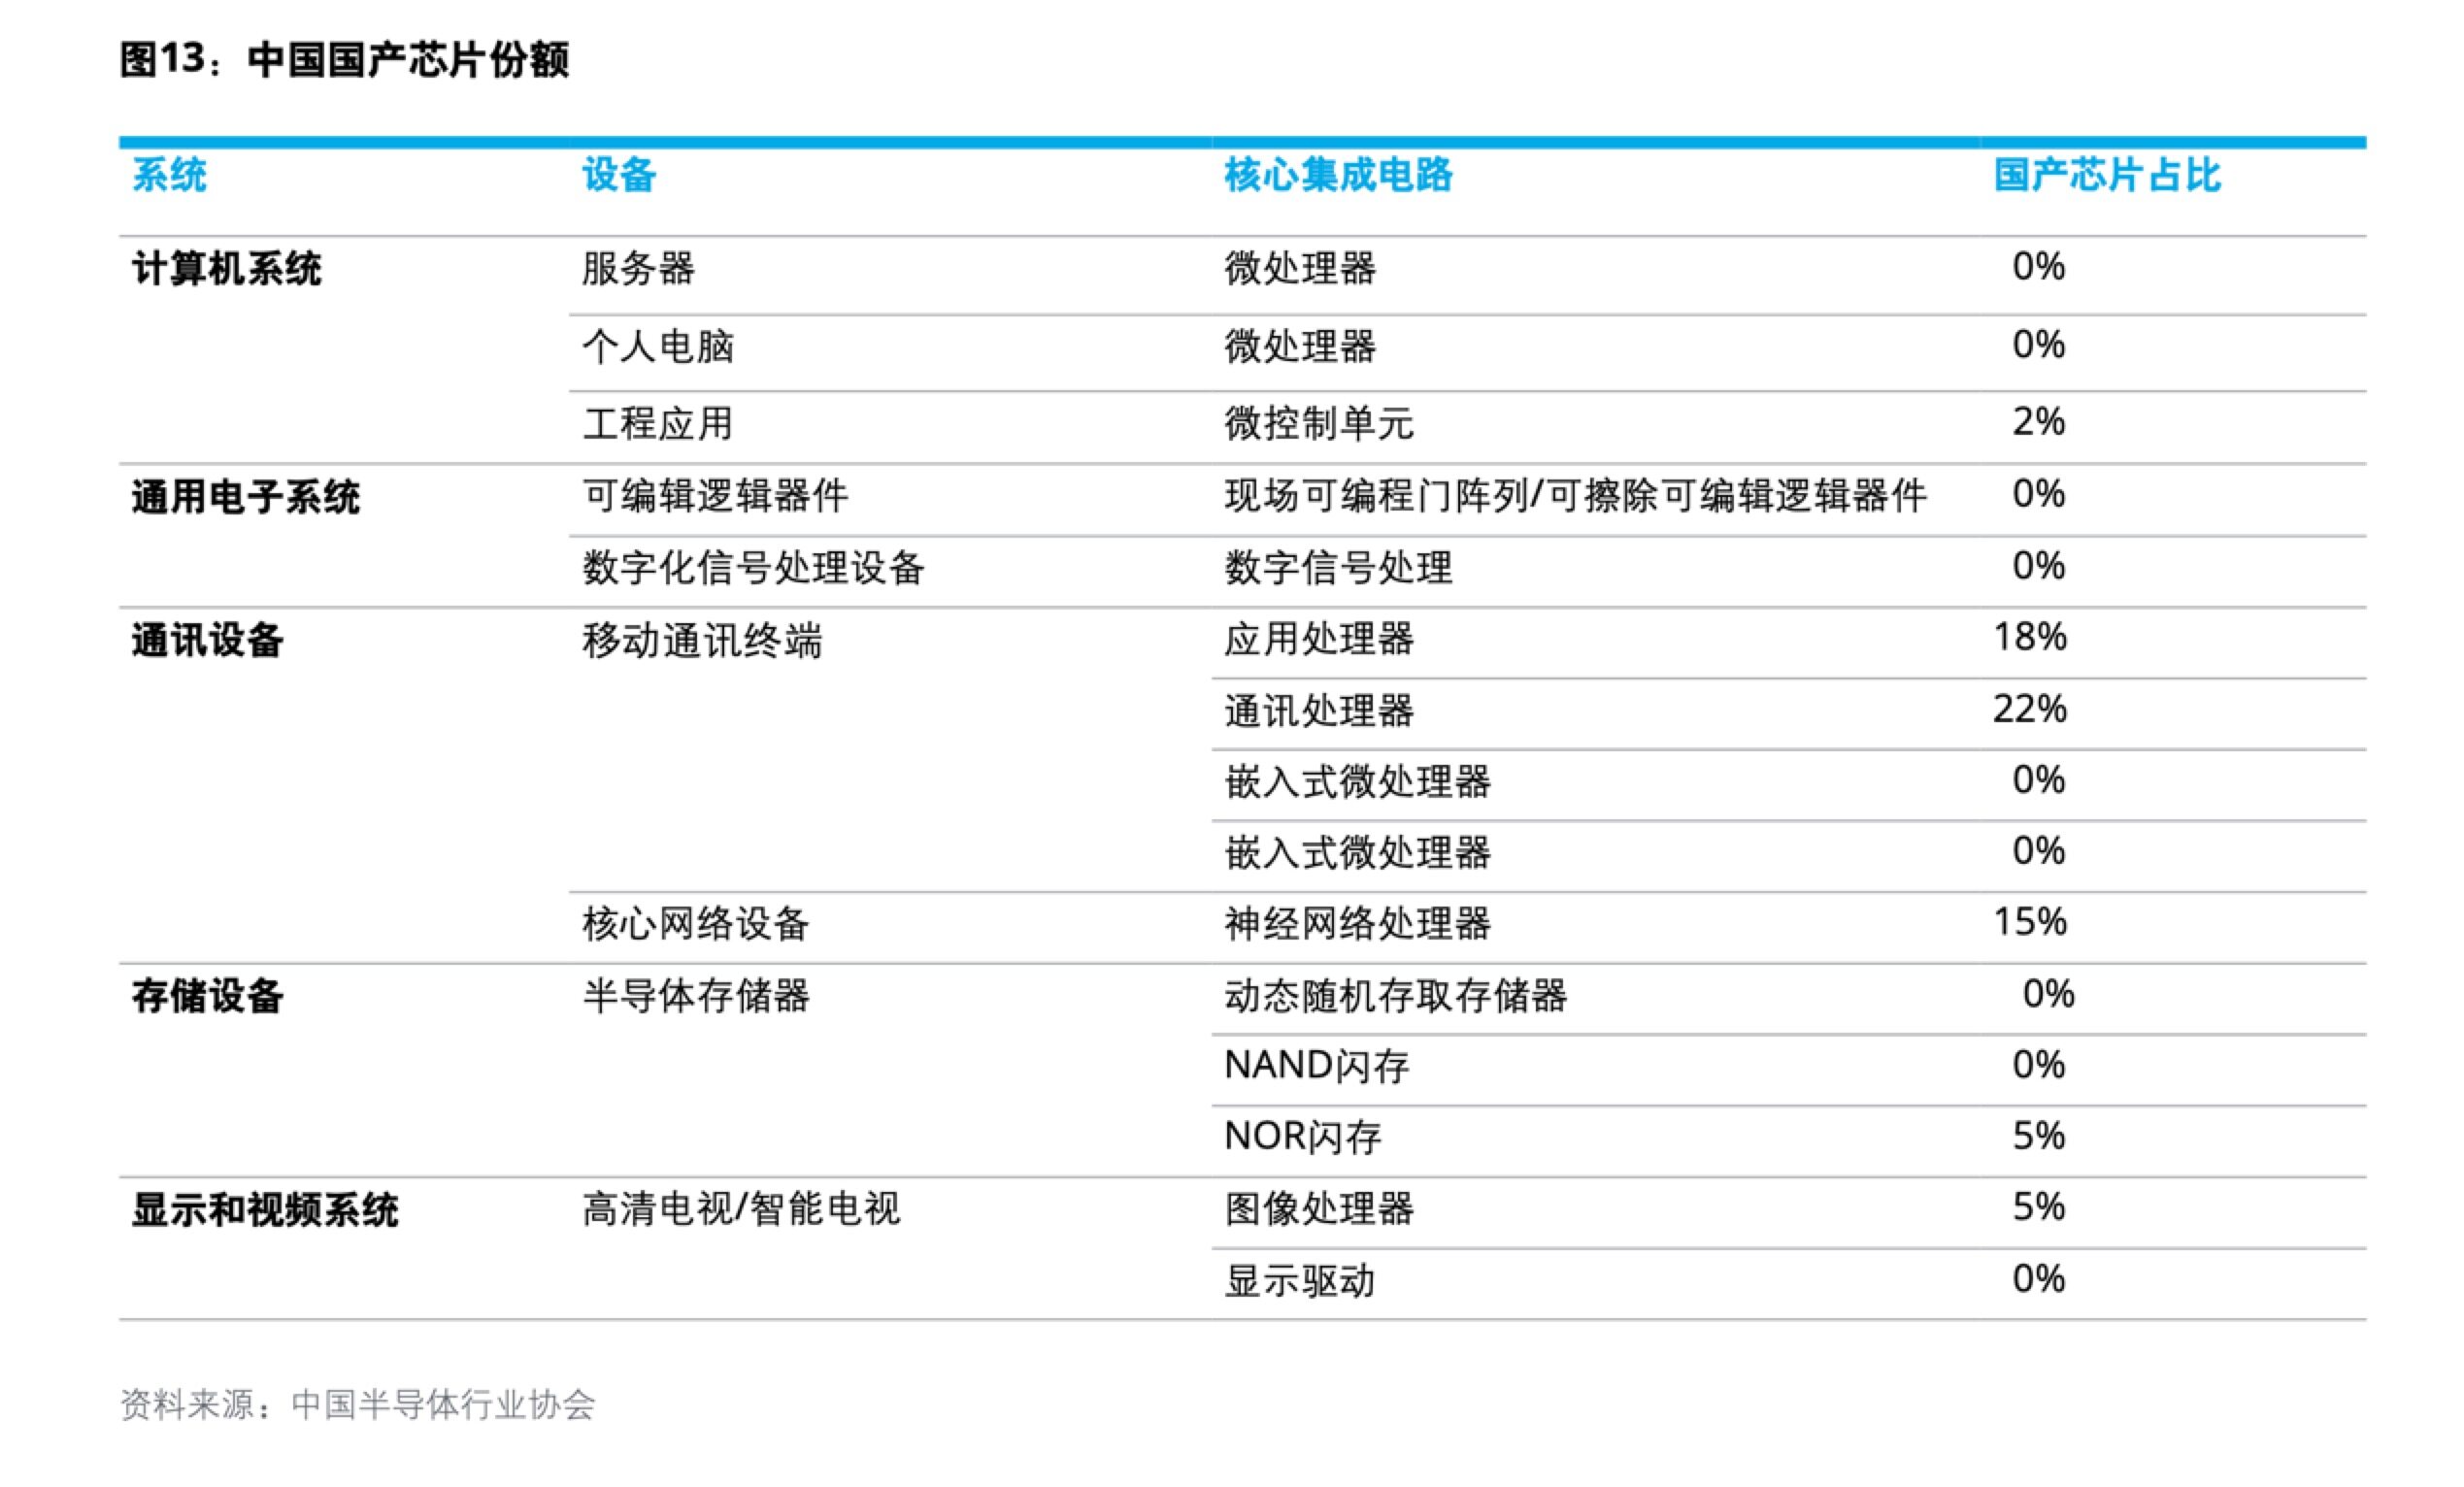 图13：中国国产芯片份额
系统 设备 核心集成电路 国产芯片占比
计算机系统 服务器 微处理器 0%
个人电脑 微处理器 0%
工程应用 微控制单元 2%
通用电子系统 可编辑逻辑器件 现场可编程门阵列/可擦除可编辑逻辑器件 0%
数字化信号处理设备 数字信号处理 0%
通讯设备 移动通讯终端 应用处理器 18%
通讯处理器 22%
嵌入式微处理器 0%
嵌入式微处理器 0%
核心网络设备 神经网络处理器 15%
存储设备 半导体存储器 动态随机存取存储器 0%
NAND闪存 0%
NOR闪存 5%
显示和视频系统 高清电视/智能电视 图像处理器 5%
显示驱动 0%
资料来源：中国半导体行业协会